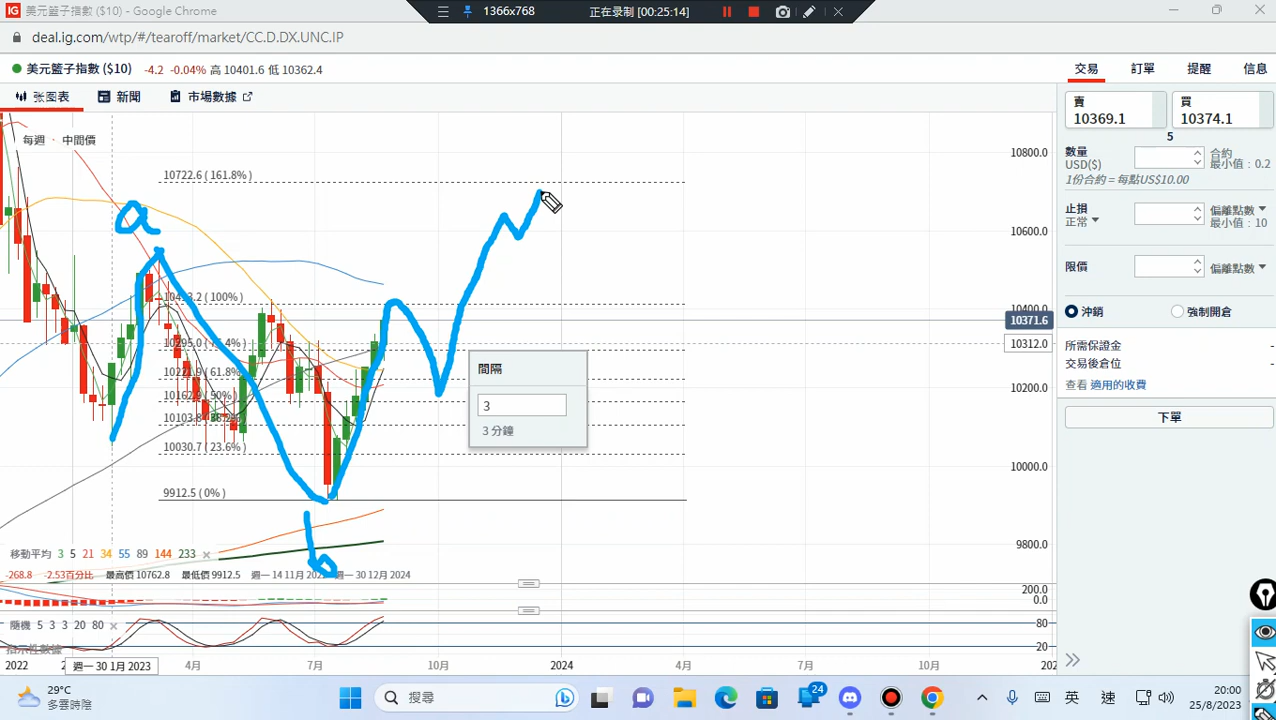 美元籃子指數 ($10) - Google Chrome
1366x768
正在录制 [00:25:14]
deal.ig.com/wtp/#/tearoff/market/CC.D.DX.UNC.IP
美元籃子指數 ($10) -4.2 -0.04% 高 10401.6 低 10362.4
交易 訂單 提醒 信息
张图表 新聞 市場數據
每週 · 中間價
賣 10369.1
買 10374.1
5
數量
USD($)
合約
最小值 : 0.2
1份合約 = 每點US$10.00
止損
正常
偏離點數
最小值 : 10
限價
偏離點數
沖銷 強制開倉
所需保證金 -
交易後倉位 -
查看 適用的收費
下單
10722.6 ( 161.8% )
10295.0
10221.9 ( 61.8% )
10030.7 ( 23.6% )
9912.5 ( 0% )
10800.0
10600.0
10400.0
10371.6
10312.0
10200.0
10000.0
9800.0
間隔
3
3 分鐘
移動平均 3 5 21 34 55 89 144 233
-268.8 -2.53百分比 最高價 10762.8 最低價 9912.5 週一 14 11月 週一 30 12月 2024
200.0
0.0
隨機 5 3 3 20 80
80
20
指示性數據
2022
週一 30 1月 2023
4月 7月 10月 2024 4月 7月 10月
29°C
多雲時陰
搜尋
24
英 速
20:00
25/8/2023